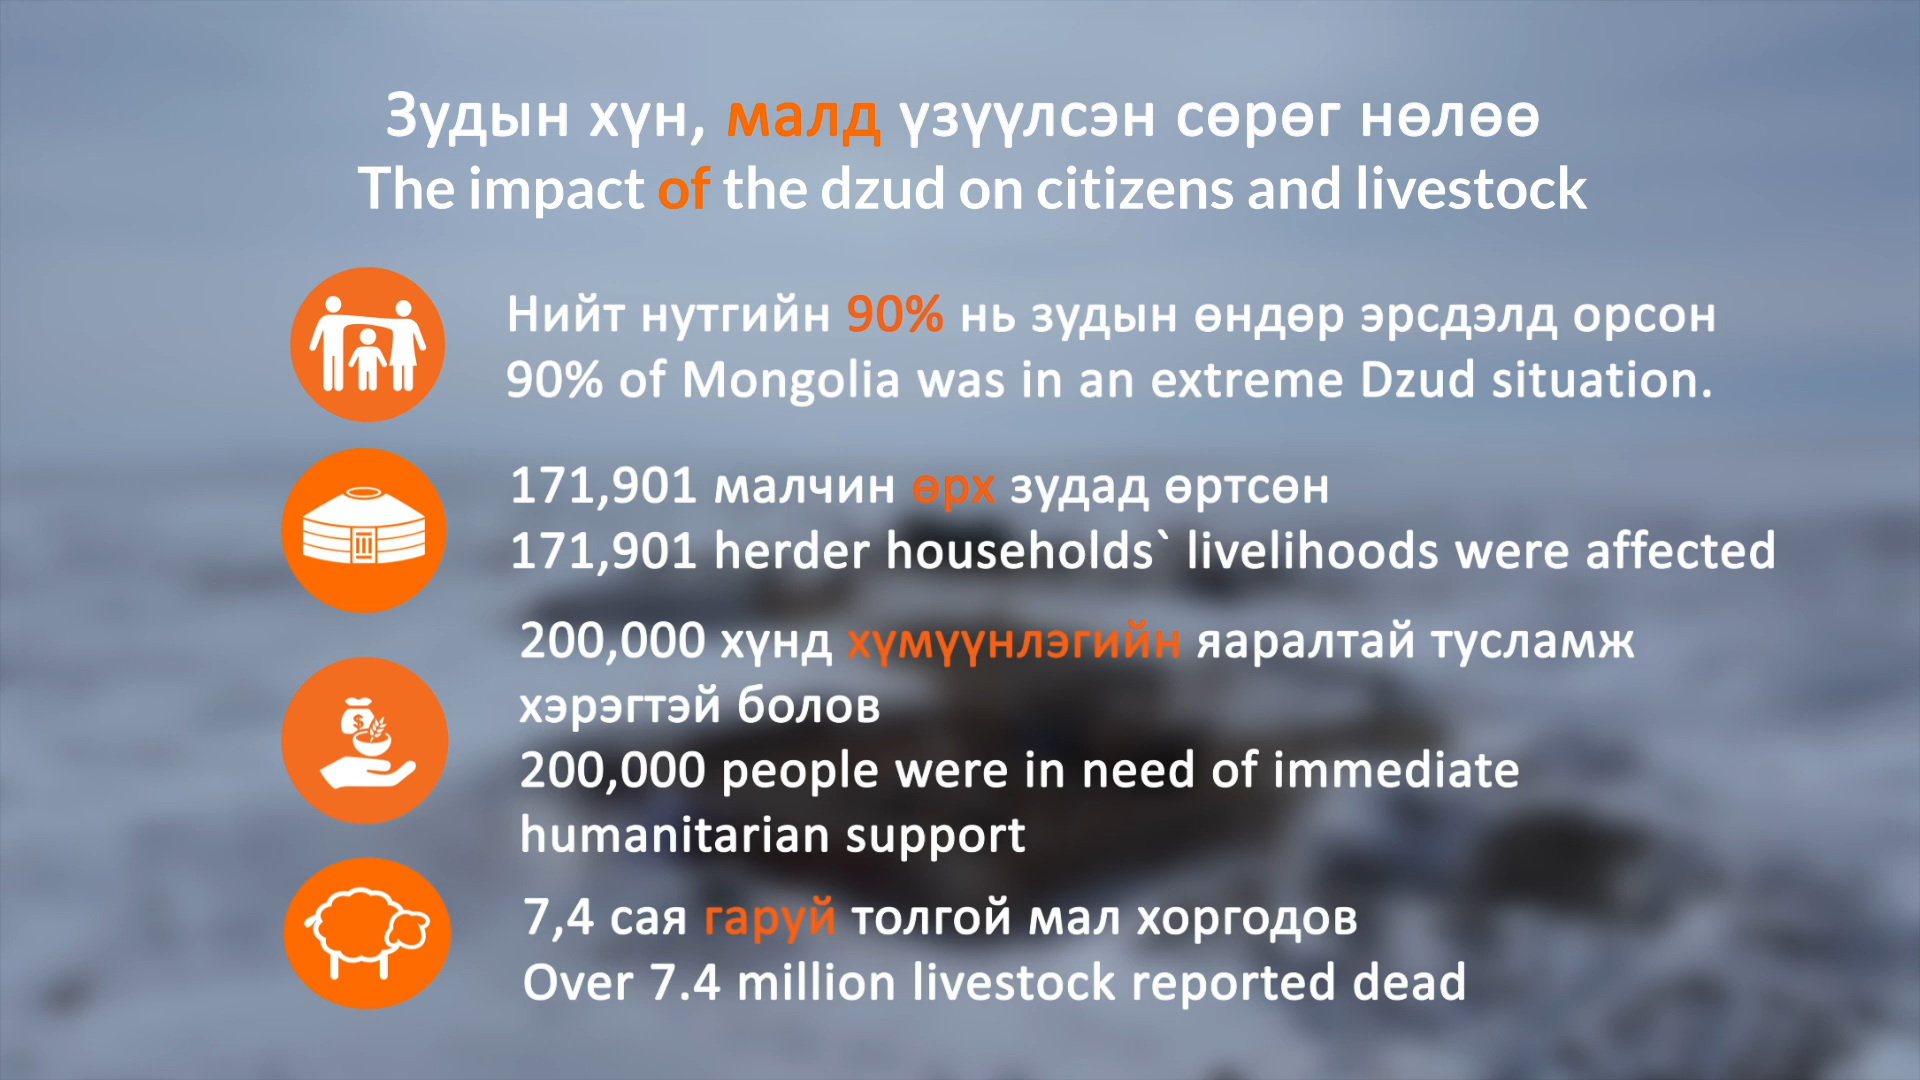 Зудын хүн, малд үзүүлсэн сөрөг нөлөө
The impact of the dzud on citizens and livestock
Нийт нутгийн 90% нь зудын өндөр эрсдэлд орсон
90% of Mongolia was in an extreme Dzud situation.
171,901 малчин өрх зудад өртсөн
171,901 herder households` livelihoods were affected
200,000 хүнд хүмүүнлэгийн яаралтай тусламж
хэрэгтэй болов
200,000 people were in need of immediate
humanitarian support
7,4 сая гаруй толгой мал хоргодов
Over 7.4 million livestock reported dead